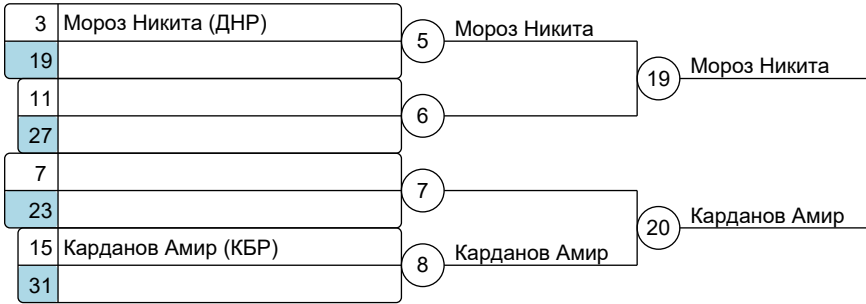 3 Мороз Никита (ДНР)
19
5 Мороз Никита
11
27
6
19 Мороз Никита
7
23
7
15 Карданов Амир (КБР)
31
8 Карданов Амир
20 Карданов Амир